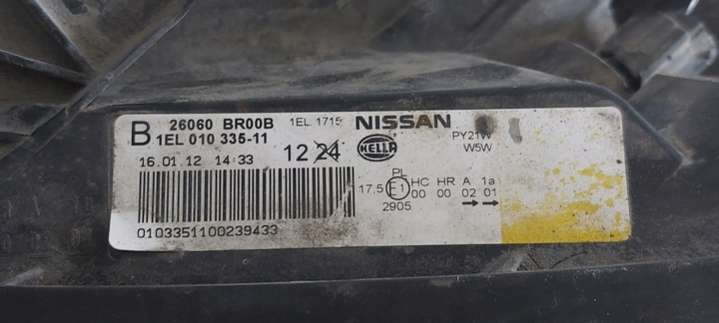 B 26060 BR00B 1EL 1715 NISSAN
1EL 010 335-11 PY21W
W5W
16.01.12 14:33 12 24 HELLA
PL
17.5 E1 HC HR A 1a
00 00 02 01
2905
0103351100239433